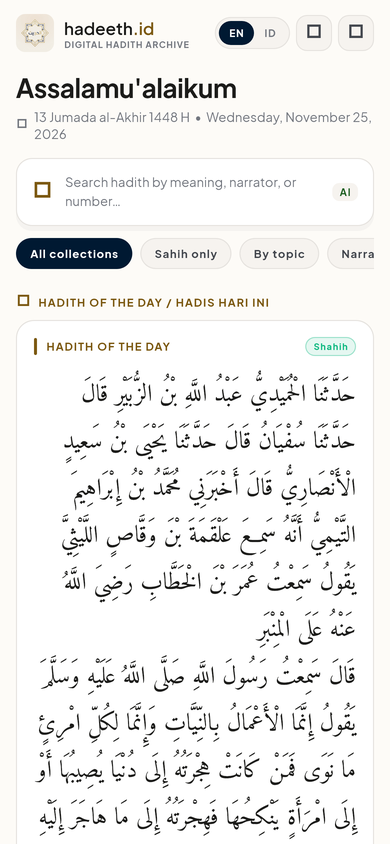 hadeeth.id
DIGITAL HADITH ARCHIVE
EN ID
Assalamu'alaikum
13 Jumada al-Akhir 1448 H • Wednesday, November 25,
2026
Search hadith by meaning, narrator, or
number…
AI
All collections Sahih only By topic Narra
HADITH OF THE DAY / HADIS HARI INI
HADITH OF THE DAY
Shahih
حَدَّثَنَا الْحُمَيْدِيُّ عَبْدُ اللَّهِ بْنُ الزُّبَيْرِ قَالَ
حَدَّثَنَا سُفْيَانُ قَالَ حَدَّثَنَا يَحْيَى بْنُ سَعِيدٍ
الْأَنْصَارِيُّ قَالَ أَخْبَرَنِي مُحَمَّدُ بْنُ إِبْرَاهِيمَ
التَّيْمِيُّ أَنَّهُ سَمِعَ عَلْقَمَةَ بْنَ وَقَّاصٍ اللَّيْثِيَّ
يَقُولُ سَمِعْتُ عُمَرَ بْنَ الْخَطَّابِ رَضِيَ اللَّهُ
عَنْهُ عَلَى الْمِنْبَرِ
قَالَ سَمِعْتُ رَسُولَ اللَّهِ صَلَّى اللَّهُ عَلَيْهِ وَسَلَّمَ
يَقُولُ إِنَّمَا الْأَعْمَالُ بِالنِّيَّاتِ وَإِنَّمَا لِكُلِّ امْرِئٍ
مَا نَوَى فَمَنْ كَانَتْ هِجْرَتُهُ إِلَى دُنْيَا يُصِيبُهَا أَوْ
إِلَى امْرَأَةٍ يَنْكِحُهَا فَهِجْرَتُهُ إِلَى مَا هَاجَرَ إِلَيْهِ